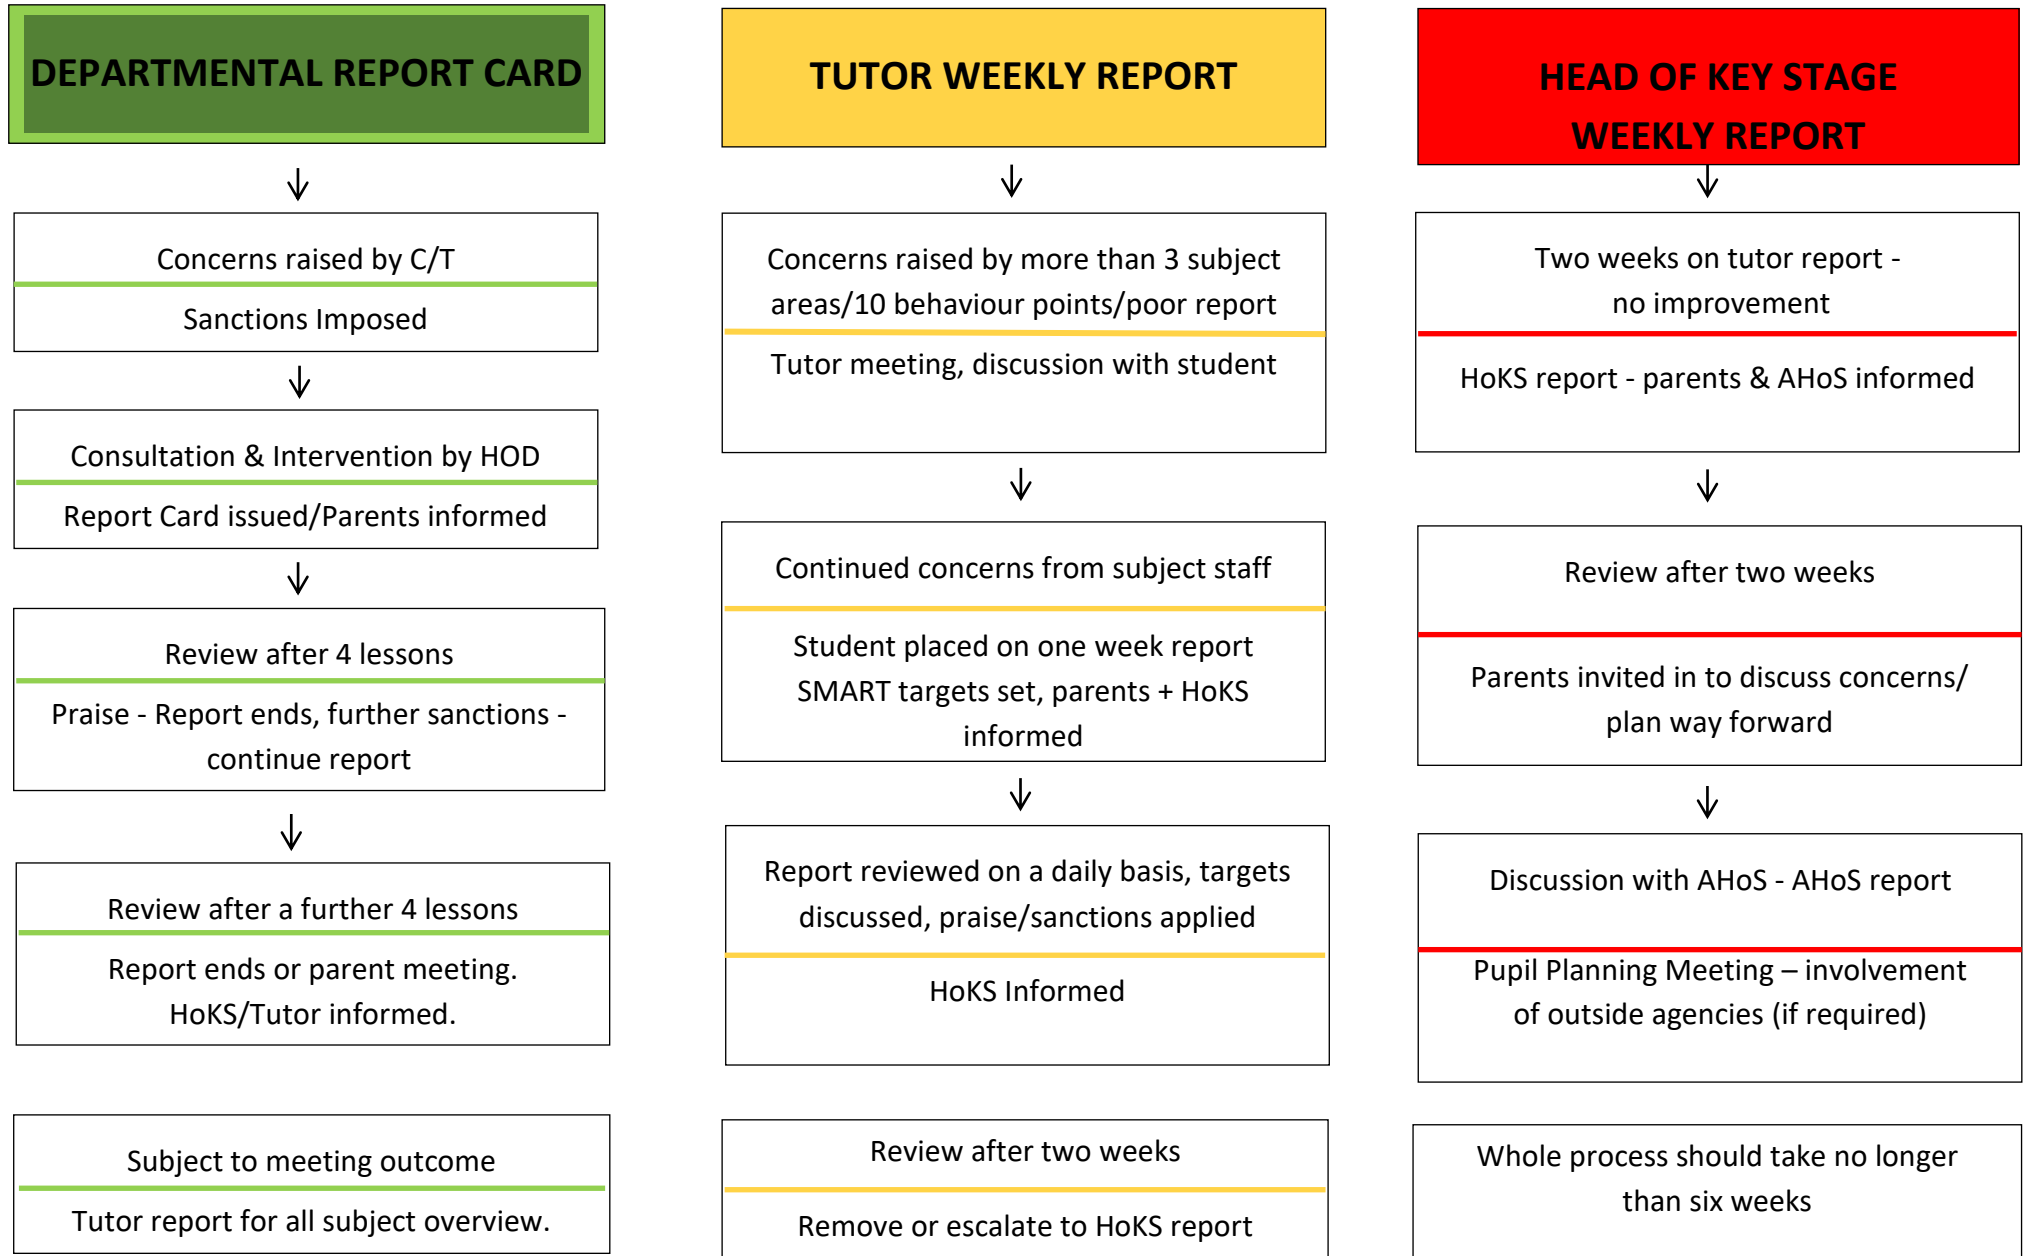 DEPARTMENTAL REPORT CARD
Concerns raised by C/T
Sanctions Imposed
Consultation & Intervention by HOD
Report Card issued/Parents informed
Review after 4 lessons
Praise - Report ends, further sanctions -
continue report
Review after a further 4 lessons
Report ends or parent meeting.
HoKS/Tutor informed.
Subject to meeting outcome
Tutor report for all subject overview.
TUTOR WEEKLY REPORT
Concerns raised by more than 3 subject
areas/10 behaviour points/poor report
Tutor meeting, discussion with student
Continued concerns from subject staff
Student placed on one week report
SMART targets set, parents + HoKS
informed
Report reviewed on a daily basis, targets
discussed, praise/sanctions applied
HoKS Informed
Review after two weeks
Remove or escalate to HoKS report
HEAD OF KEY STAGE
WEEKLY REPORT
Two weeks on tutor report -
no improvement
HoKS report - parents & AHoS informed
Review after two weeks
Parents invited in to discuss concerns/
plan way forward
Discussion with AHoS - AHoS report
Pupil Planning Meeting – involvement
of outside agencies (if required)
Whole process should take no longer
than six weeks